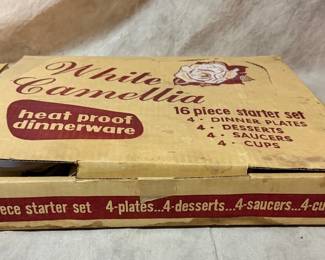 White
Camellia
heat proof
dinnerware
16 piece starter set
4 - DINNER PLATES
4 - DESSERTS
4 - SAUCERS
4 - CUPS
ece starter set 4-plates...4-desserts...4-saucers...4-cu